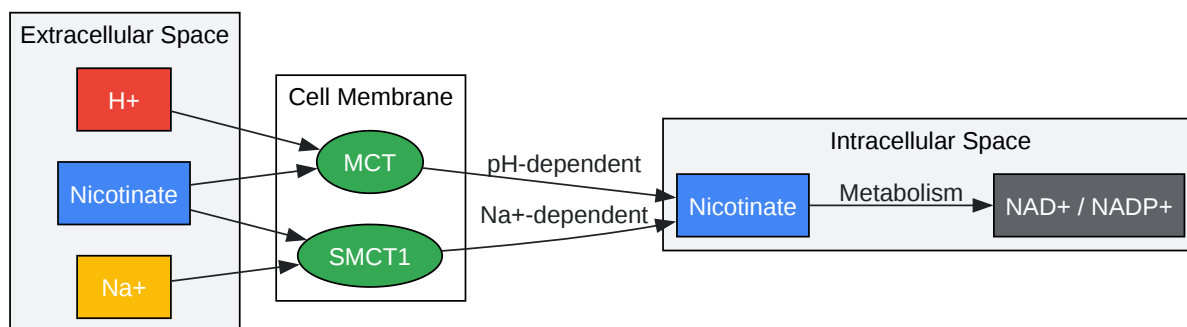 Extracellular Space
H+
Nicotinate
Na+
Cell Membrane
MCT
SMCT1
pH-dependent
Na+-dependent
Intracellular Space
Nicotinate
Metabolism
NAD+ / NADP+